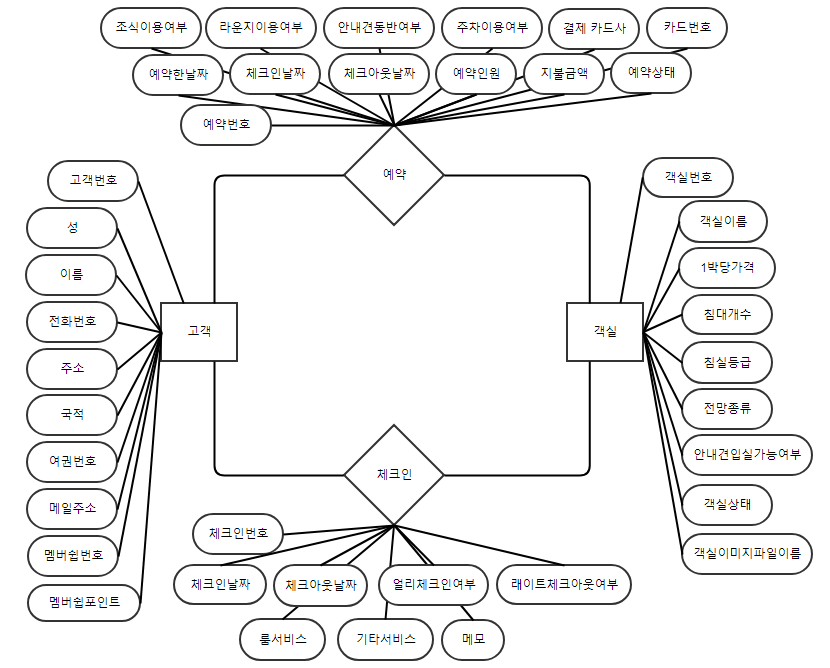 조식이용여부
라운지이용여부
안내견동반여부
주차이용여부
결제 카드사
카드번호
예약한날짜
체크인날짜
체크아웃날짜
예약인원
지불금액
예약상태
예약번호
예약
고객번호
성
이름
전화번호
주소
국적
여권번호
메일주소
멤버쉽번호
멤버쉽포인트
고객
객실
객실번호
객실이름
1박당가격
침대개수
침실등급
전망종류
안내견입실가능여부
객실상태
객실이미지파일이름
체크인
체크인번호
체크인날짜
체크아웃날짜
얼리체크인여부
래이트체크아웃여부
룸서비스
기타서비스
메모